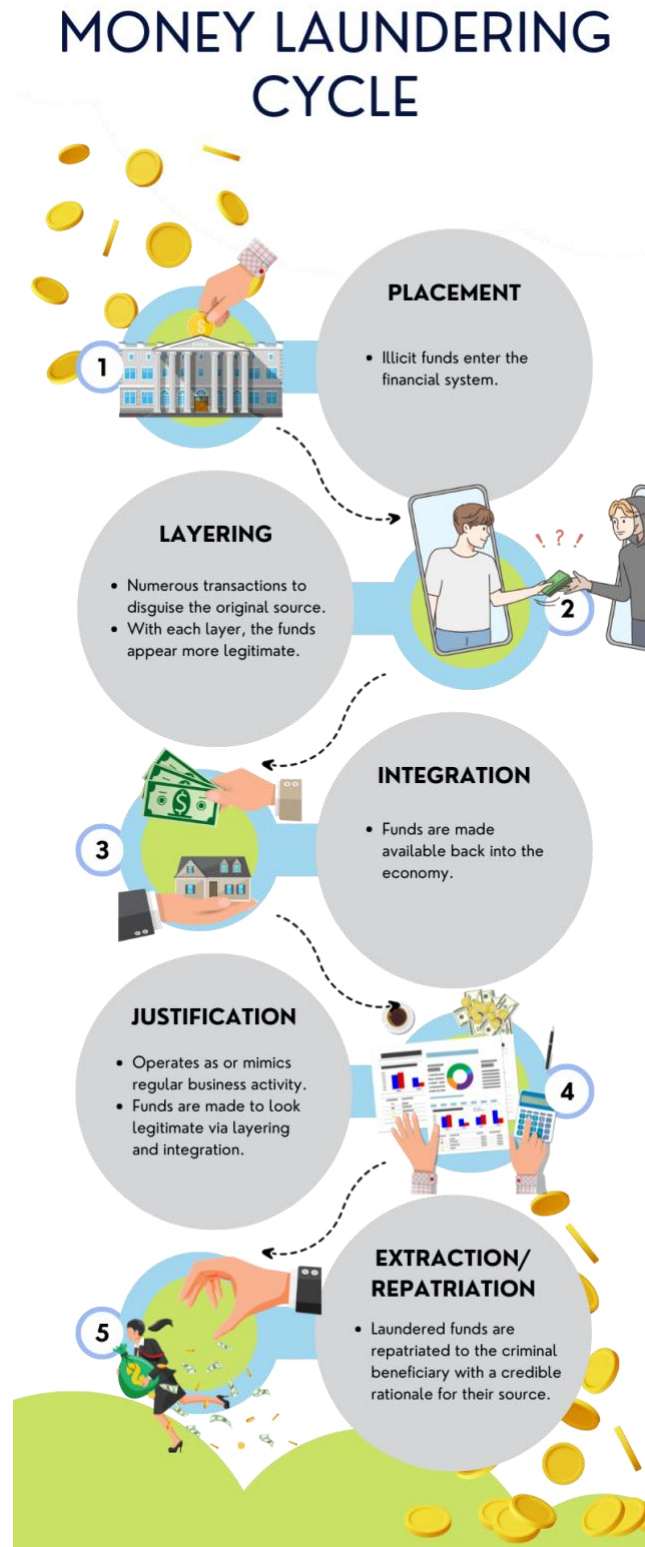 MONEY LAUNDERING
CYCLE
PLACEMENT
1
• Illicit funds enter the
financial system.
LAYERING
• Numerous transactions to
disguise the original source.
• With each layer, the funds
appear more legitimate.
! ? !
2
INTEGRATION
3
• Funds are made
available back into the
economy.
JUSTIFICATION
• Operates as or mimics
regular business activity.
• Funds are made to look
legitimate via layering
and integration.
4
EXTRACTION/
REPATRIATION
5
• Laundered funds are
repatriated to the criminal
beneficiary with a credible
rationale for their source.